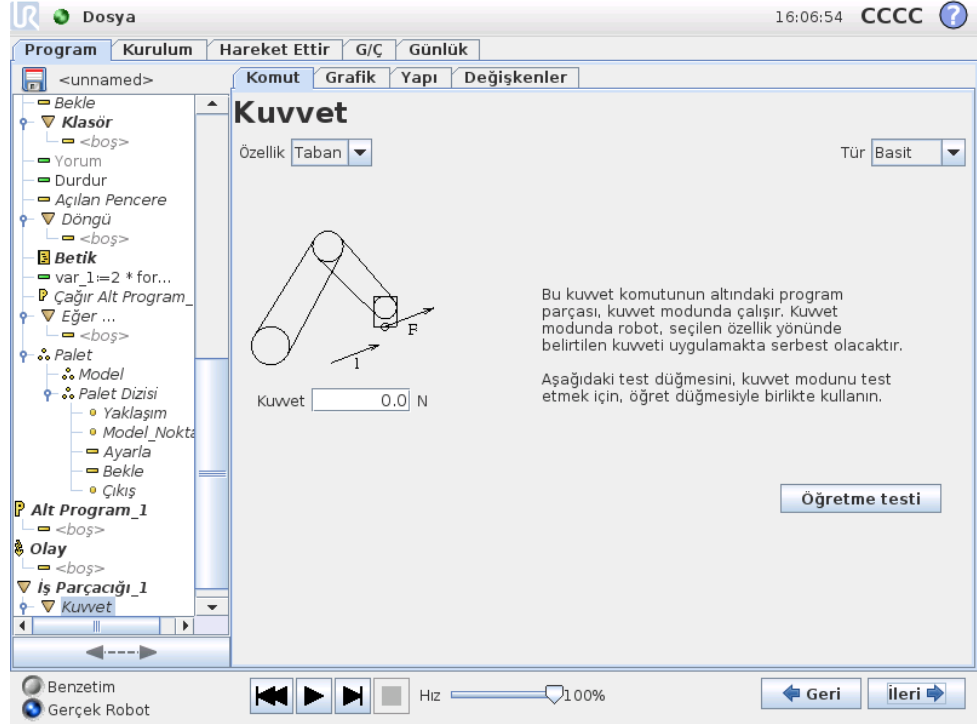 UR Dosya 16:06:54 CCCC ?
Program Kurulum Hareket Ettir G/Ç Günlük
<unnamed>
Komut Grafik Yapı Değişkenler
Bekle
Klasör
<boş>
Yorum
Durdur
Açılan Pencere
Döngü
<boş>
Betik
var_1:=2 * for...
Çağır Alt Program_
Eğer ...
<boş>
Palet
Model
Palet Dizisi
Yaklaşım
Model_Nokta
Ayarla
Bekle
Çıkış
P Alt Program_1
<boş>
Olay
<boş>
İş Parçacığı_1
Kuvvet
Kuvvet
Özellik Taban
Tür Basit
F
1
Kuvvet 0.0 N
Bu kuvvet komutunun altındaki program
parçası, kuvvet modunda çalışır. Kuvvet
modunda robot, seçilen özellik yönünde
belirtilen kuvveti uygulamakta serbest olacaktır.
Aşağıdaki test düğmesini, kuvvet modunu test
etmek için, öğret düğmesiyle birlikte kullanın.
Öğretme testi
Benzetim
Gerçek Robot
Hız 100%
Geri İleri